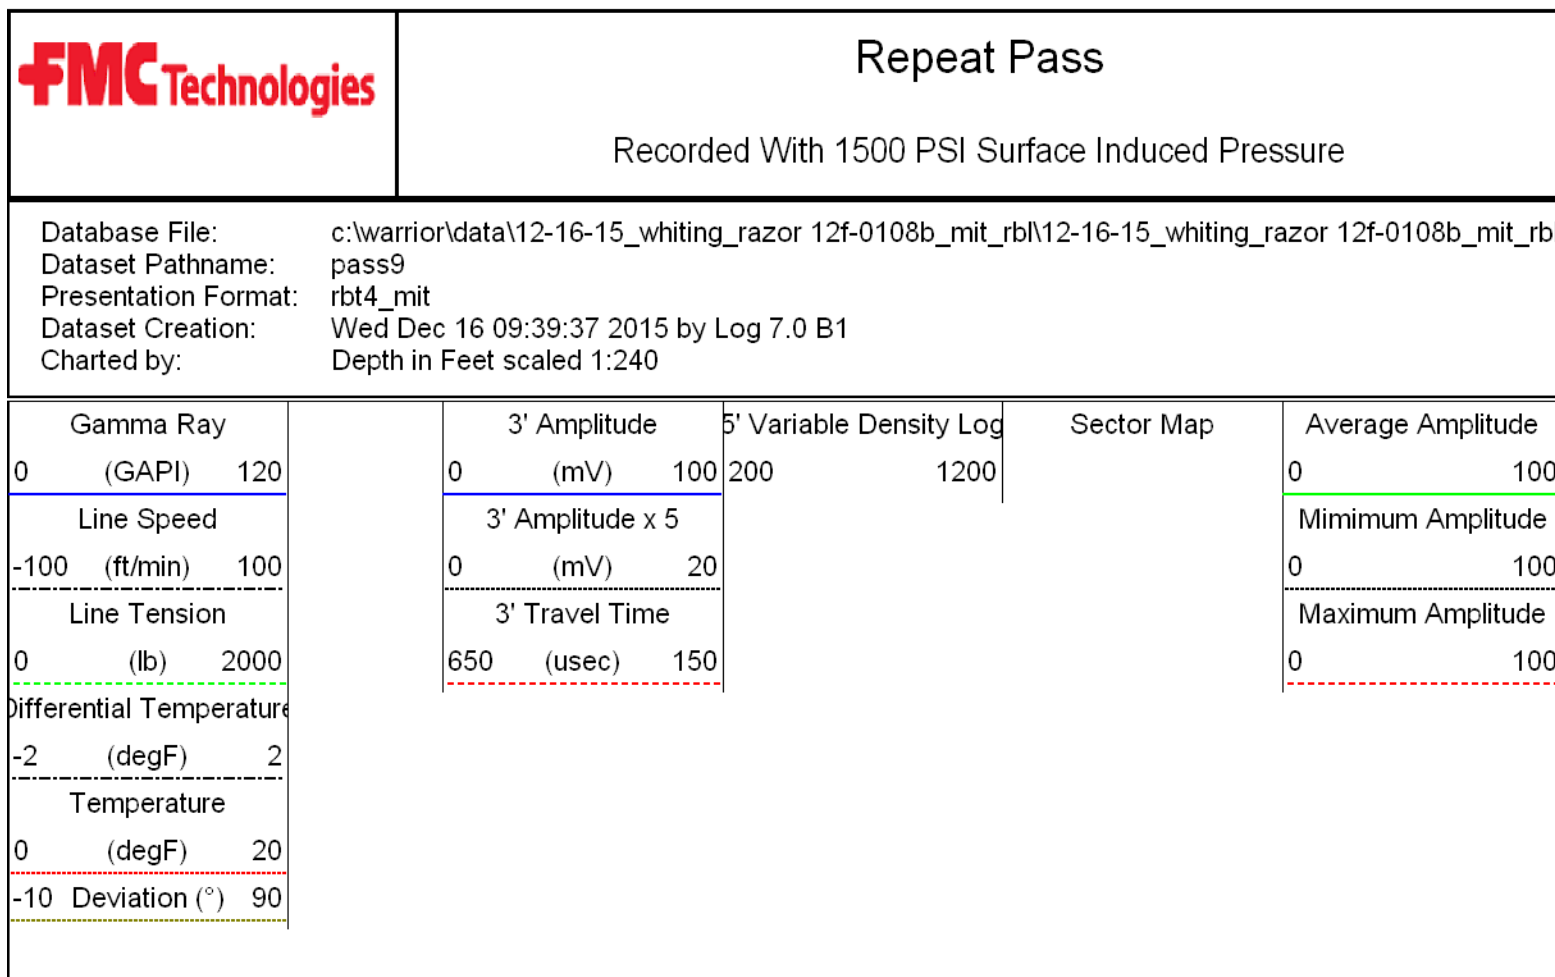 FMC Technologies
Repeat Pass
Recorded With 1500 PSI Surface Induced Pressure
Database File: c:\warrior\data\12-16-15_whiting_razor 12f-0108b_mit_rbl\12-16-15_whiting_razor 12f-0108b_mit_rbl
Dataset Pathname: pass9
Presentation Format: rbt4_mit
Dataset Creation: Wed Dec 16 09:39:37 2015 by Log 7.0 B1
Charted by: Depth in Feet scaled 1:240
Gamma Ray
0 (GAPI) 120
Line Speed
-100 (ft/min) 100
Line Tension
0 (lb) 2000
Differential Temperature
-2 (degF) 2
Temperature
0 (degF) 20
-10 Deviation (°) 90
3' Amplitude
0 (mV) 100
3' Amplitude x 5
0 (mV) 20
3' Travel Time
650 (usec) 150
5' Variable Density Log
200 1200
Sector Map
Average Amplitude
0 100
Mimimum Amplitude
0 100
Maximum Amplitude
0 100